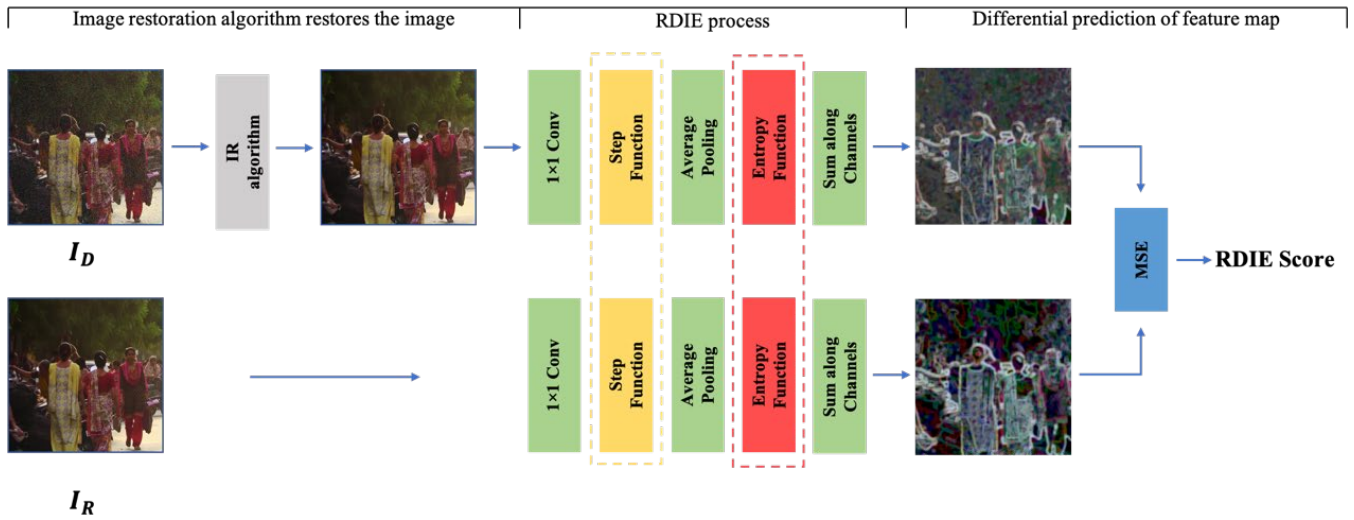 Image restoration algorithm restores the image
RDIE process
Differential prediction of feature map
IR
algorithm
1×1 Conv
Step
Function
Average
Pooling
Entropy
Function
Sum along
Channels
I_D
MSE
RDIE Score
1×1 Conv
Step
Function
Average
Pooling
Entropy
Function
Sum along
Channels
I_R